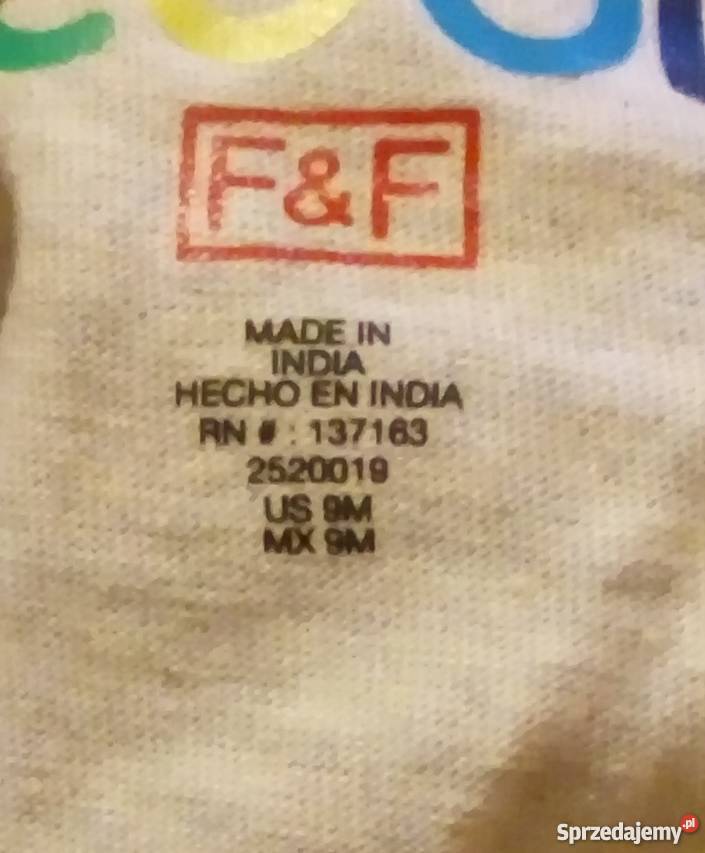 F&F
MADE IN
INDIA
HECHO EN INDIA
RN # : 137163
2520019
US 9M
MX 9M
Sprzedajemy.pl